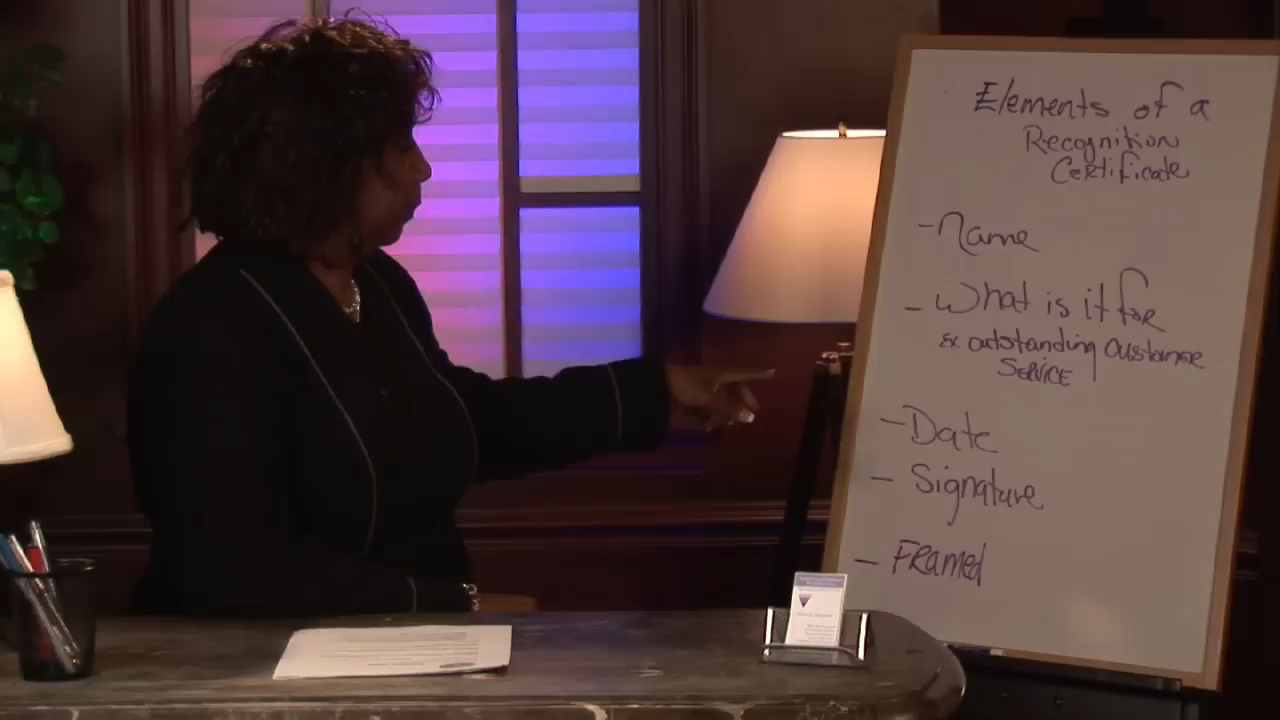 Elements of a
Recognition
Certificate
- Name
- What is it for
Ex outstanding customer
SERVICE
- Date
- Signature
- FRamed